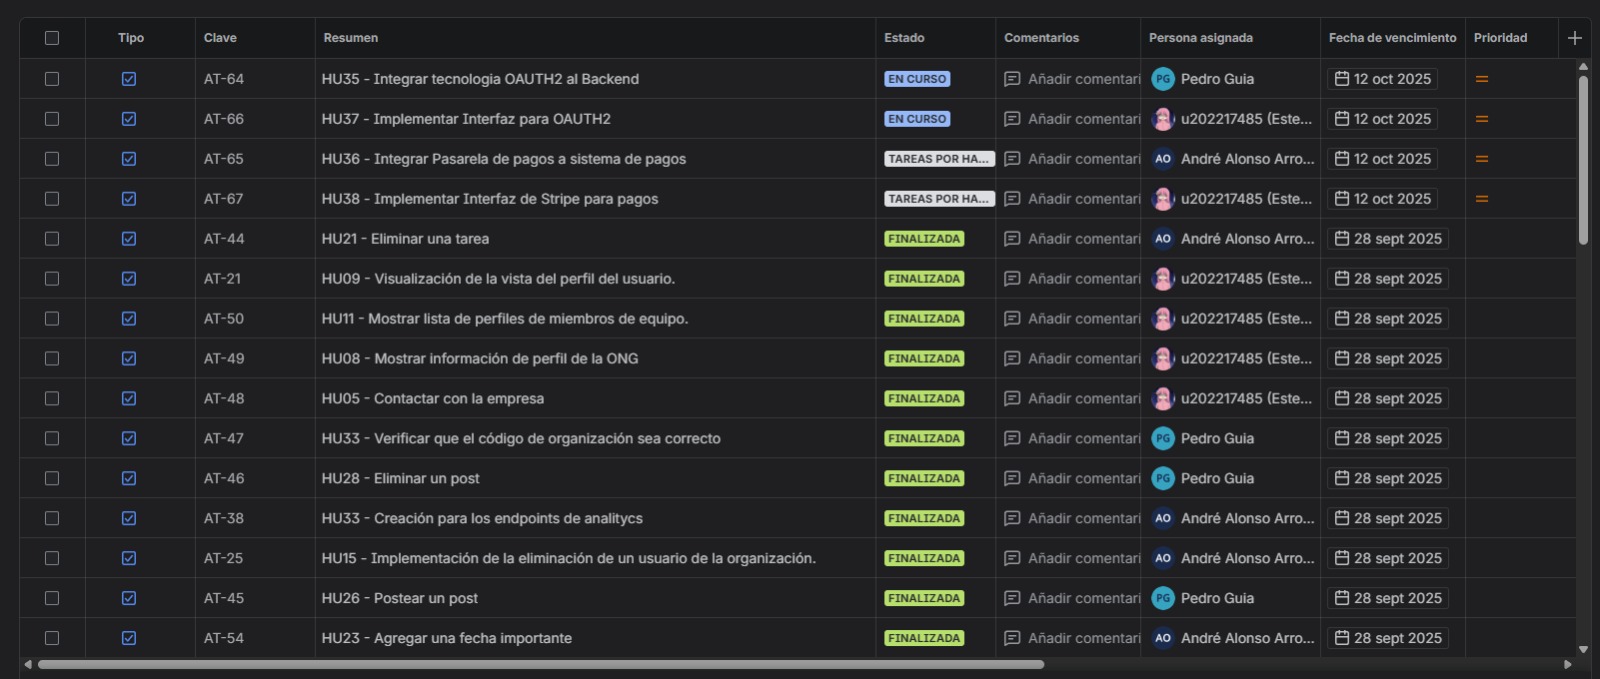 Tipo Clave Resumen Estado Comentarios Persona asignada Fecha de vencimiento Prioridad
AT-64 HU35 - Integrar tecnologia OAUTH2 al Backend EN CURSO Añadir comentari PG Pedro Guia 12 oct 2025
AT-66 HU37 - Implementar Interfaz para OAUTH2 EN CURSO Añadir comentari u202217485 (Este... 12 oct 2025
AT-65 HU36 - Integrar Pasarela de pagos a sistema de pagos TAREAS POR HA... Añadir comentari AO André Alonso Arro... 12 oct 2025
AT-67 HU38 - Implementar Interfaz de Stripe para pagos TAREAS POR HA... Añadir comentari u202217485 (Este... 12 oct 2025
AT-44 HU21 - Eliminar una tarea FINALIZADA Añadir comentari AO André Alonso Arro... 28 sept 2025
AT-21 HU09 - Visualización de la vista del perfil del usuario. FINALIZADA Añadir comentari u202217485 (Este... 28 sept 2025
AT-50 HU11 - Mostrar lista de perfiles de miembros de equipo. FINALIZADA Añadir comentari u202217485 (Este... 28 sept 2025
AT-49 HU08 - Mostrar información de perfil de la ONG FINALIZADA Añadir comentari u202217485 (Este... 28 sept 2025
AT-48 HU05 - Contactar con la empresa FINALIZADA Añadir comentari u202217485 (Este... 28 sept 2025
AT-47 HU33 - Verificar que el código de organización sea correcto FINALIZADA Añadir comentari PG Pedro Guia 28 sept 2025
AT-46 HU28 - Eliminar un post FINALIZADA Añadir comentari PG Pedro Guia 28 sept 2025
AT-38 HU33 - Creación para los endpoints de analitycs FINALIZADA Añadir comentari AO André Alonso Arro... 28 sept 2025
AT-25 HU15 - Implementación de la eliminación de un usuario de la organización. FINALIZADA Añadir comentari AO André Alonso Arro... 28 sept 2025
AT-45 HU26 - Postear un post FINALIZADA Añadir comentari PG Pedro Guia 28 sept 2025
AT-54 HU23 - Agregar una fecha importante FINALIZADA Añadir comentari AO André Alonso Arro... 28 sept 2025